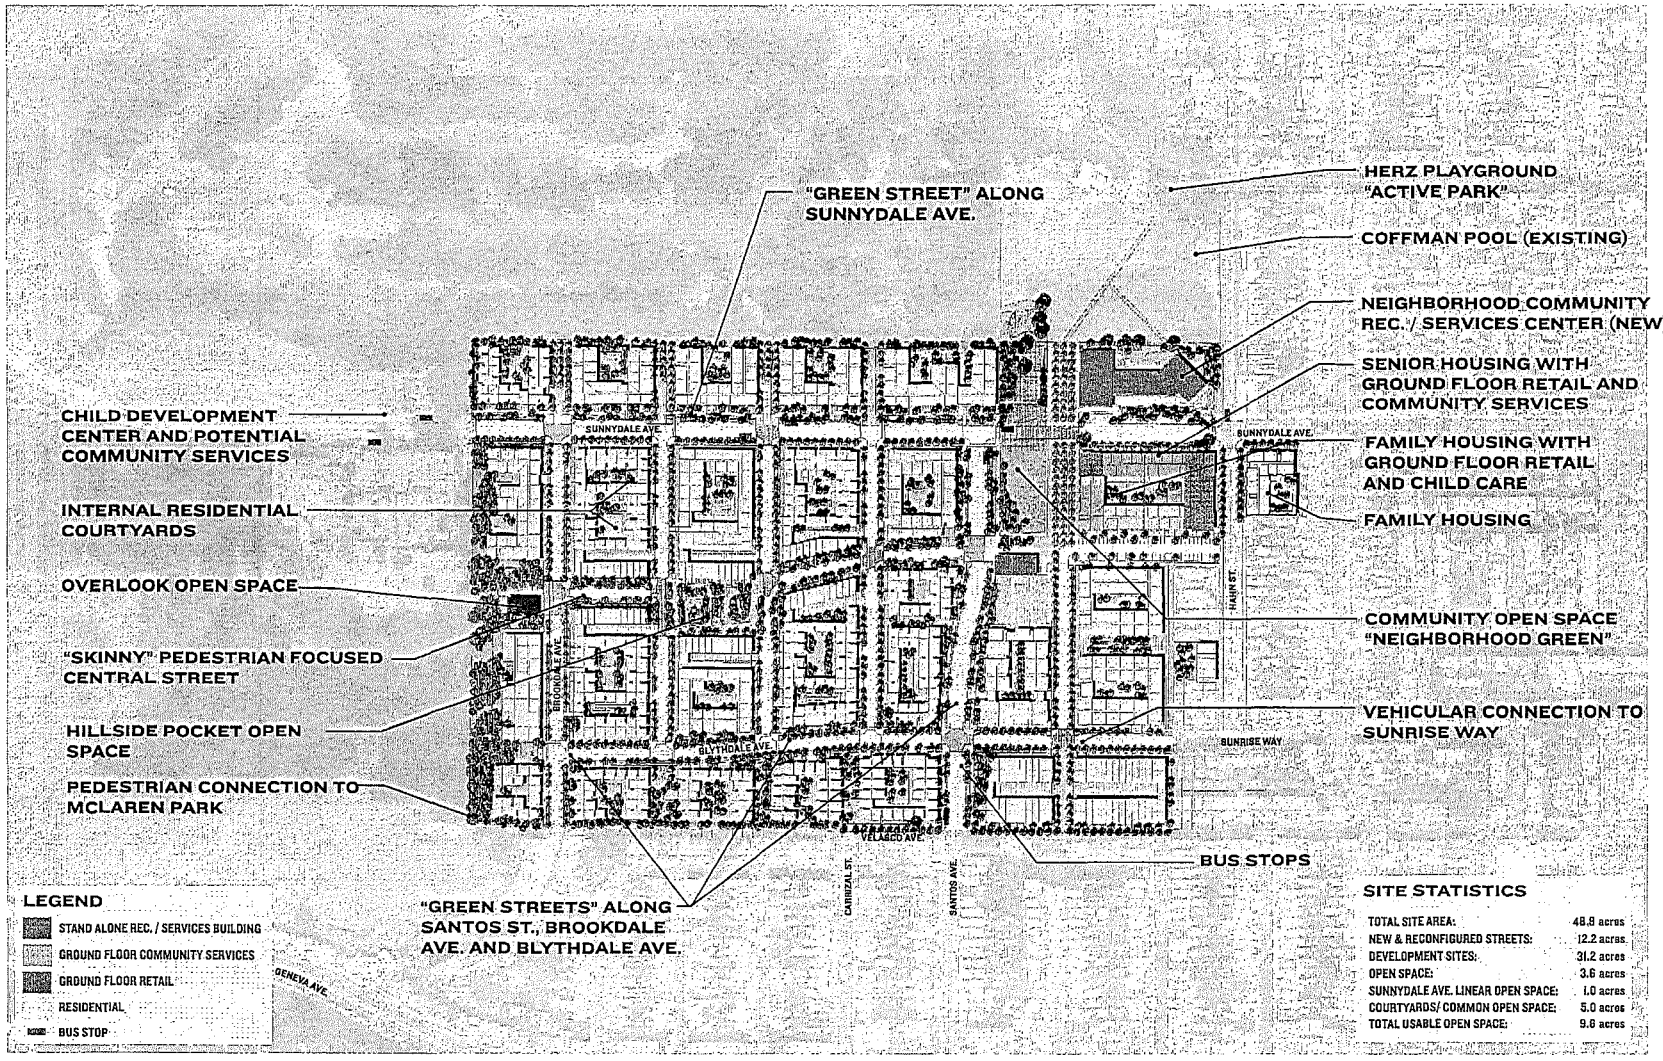 "GREEN STREET" ALONG
SUNNYDALE AVE.
HERZ PLAYGROUND
"ACTIVE PARK"
COFFMAN POOL (EXISTING)
NEIGHBORHOOD COMMUNITY
REC. / SERVICES CENTER (NEW
SENIOR HOUSING WITH
GROUND FLOOR RETAIL AND
COMMUNITY SERVICES
FAMILY HOUSING WITH
GROUND FLOOR RETAIL
AND CHILD CARE
FAMILY HOUSING
COMMUNITY OPEN SPACE
"NEIGHBORHOOD GREEN"
VEHICULAR CONNECTION TO
SUNRISE WAY
BUS STOPS
CHILD DEVELOPMENT
CENTER AND POTENTIAL
COMMUNITY SERVICES
INTERNAL RESIDENTIAL
COURTYARDS
OVERLOOK OPEN SPACE
"SKINNY" PEDESTRIAN FOCUSED
CENTRAL STREET
HILLSIDE POCKET OPEN
SPACE
PEDESTRIAN CONNECTION TO
MCLAREN PARK
"GREEN STREETS" ALONG
SANTOS ST., BROOKDALE
AVE. AND BLYTHDALE AVE.
SUNNYDALE AVE.
SUNNYDALE AVE.
HAHN ST.
BROOKDALE AVE.
BLYTHDALE AVE.
SUNRISE WAY
VELASCO AVE.
CARRIZAL ST.
SANTOS AVE.
GENEVA AVE.
LEGEND
STAND ALONE REC. / SERVICES BUILDING
GROUND FLOOR COMMUNITY SERVICES
GROUND FLOOR RETAIL
RESIDENTIAL
BUS STOP
SITE STATISTICS
TOTAL SITE AREA: 48.8 acres
NEW & RECONFIGURED STREETS: 12.2 acres
DEVELOPMENT SITES: 31.2 acres
OPEN SPACE: 3.6 acres
SUNNYDALE AVE. LINEAR OPEN SPACE: 1.0 acres
COURTYARDS/ COMMON OPEN SPACE: 5.0 acres
TOTAL USABLE OPEN SPACE: 9.6 acres